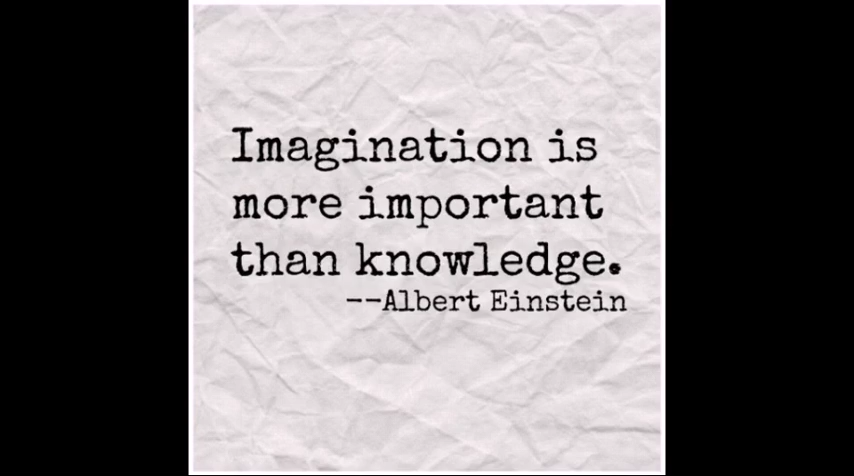 Imagination is
more important
than knowledge.
--Albert Einstein